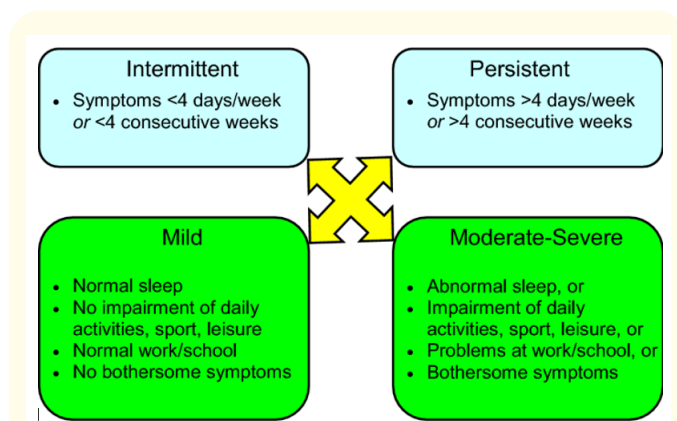 Intermittent
• Symptoms <4 days/week
or <4 consecutive weeks
Persistent
• Symptoms >4 days/week
or >4 consecutive weeks
Mild
• Normal sleep
• No impairment of daily
activities, sport, leisure
• Normal work/school
• No bothersome symptoms
Moderate-Severe
• Abnormal sleep, or
• Impairment of daily
activities, sport, leisure, or
• Problems at work/school, or
• Bothersome symptoms